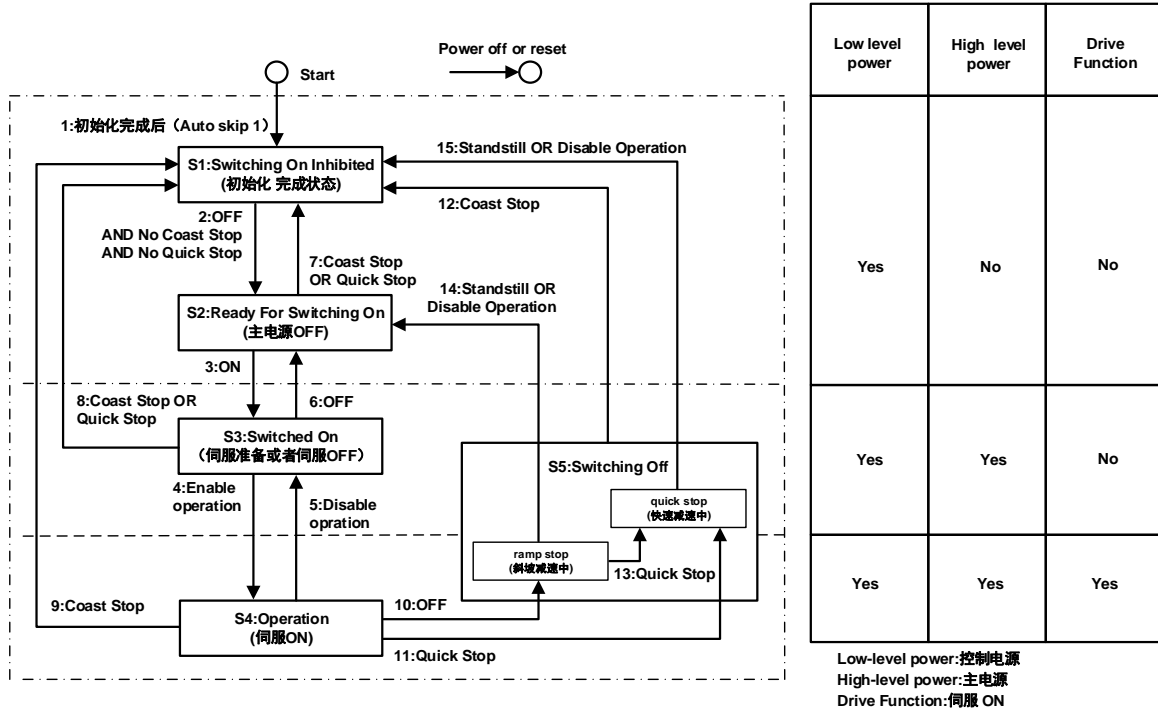 Power off or reset
Start
1:初始化完成后（Auto skip 1）
S1:Switching On Inhibited
(初始化 完成状态)
15:Standstill OR Disable Operation
12:Coast Stop
2:OFF
AND No Coast Stop
AND No Quick Stop
7:Coast Stop
OR Quick Stop
14:Standstill OR
Disable Operation
S2:Ready For Switching On
(主电源OFF)
3:ON
6:OFF
8:Coast Stop OR
Quick Stop
S3:Switched On
（伺服准备或者伺服OFF）
S5:Switching Off
4:Enable
operation
5:Disable
opration
quick stop
(快速减速中)
ramp stop
(斜坡减速中)
13:Quick Stop
9:Coast Stop
10:OFF
S4:Operation
(伺服ON)
11:Quick Stop
Low level
power
High level
power
Drive
Function
Yes
No
No
Yes
Yes
No
Yes
Yes
Yes
Low-level power:控制电源
High-level power:主电源
Drive Function:伺服 ON